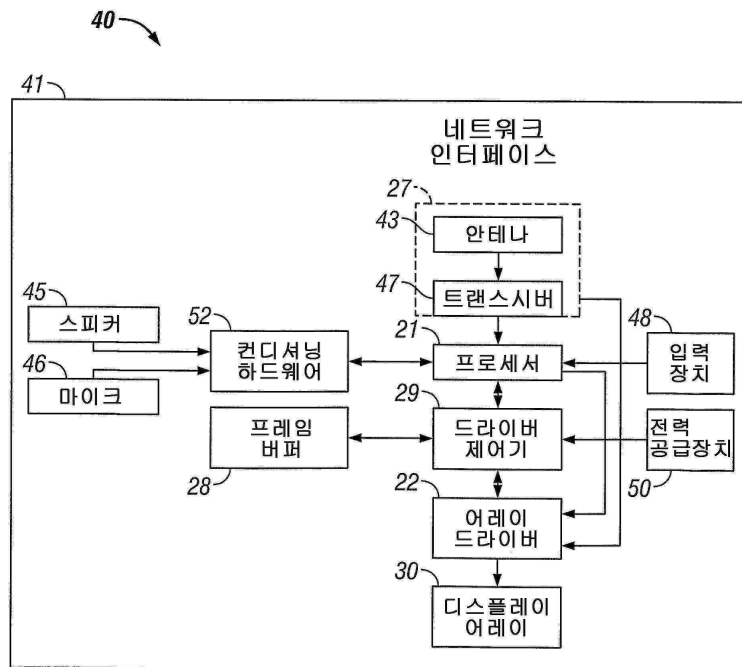 40
41
네트워크
인터페이스
27
43
안테나
47
트랜스시버
45
스피커
46
마이크
52
컨디셔닝
하드웨어
21
프로세서
48
입력
장치
29
드라이버
제어기
프레임
버퍼
28
전력
공급장치
50
22
어레이
드라이버
30
디스플레이
어레이